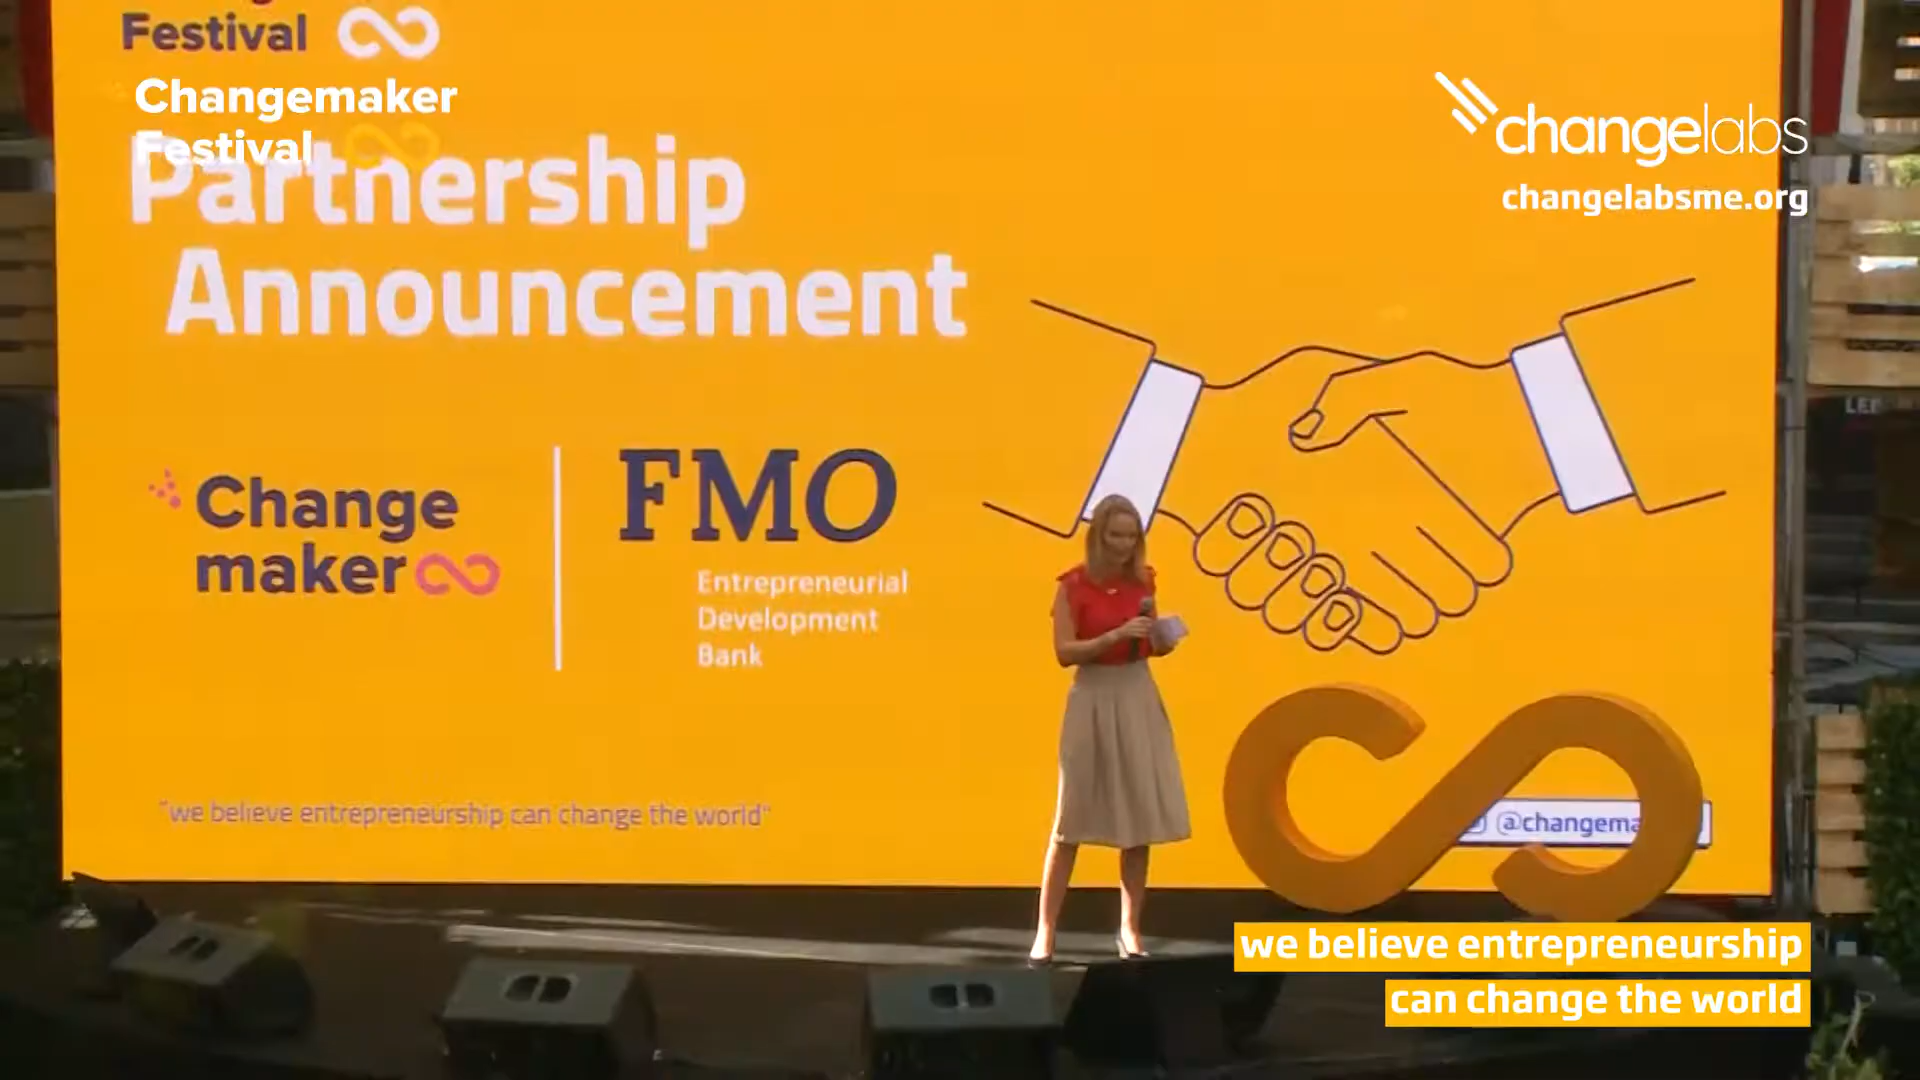 Festival
Changemaker
Festival
Partnership
Announcement
changelabs
changelabsme.org
Change
maker
FMO
Entrepreneurial
Development
Bank
"we believe entrepreneurship can change the world"
we believe entrepreneurship
can change the world